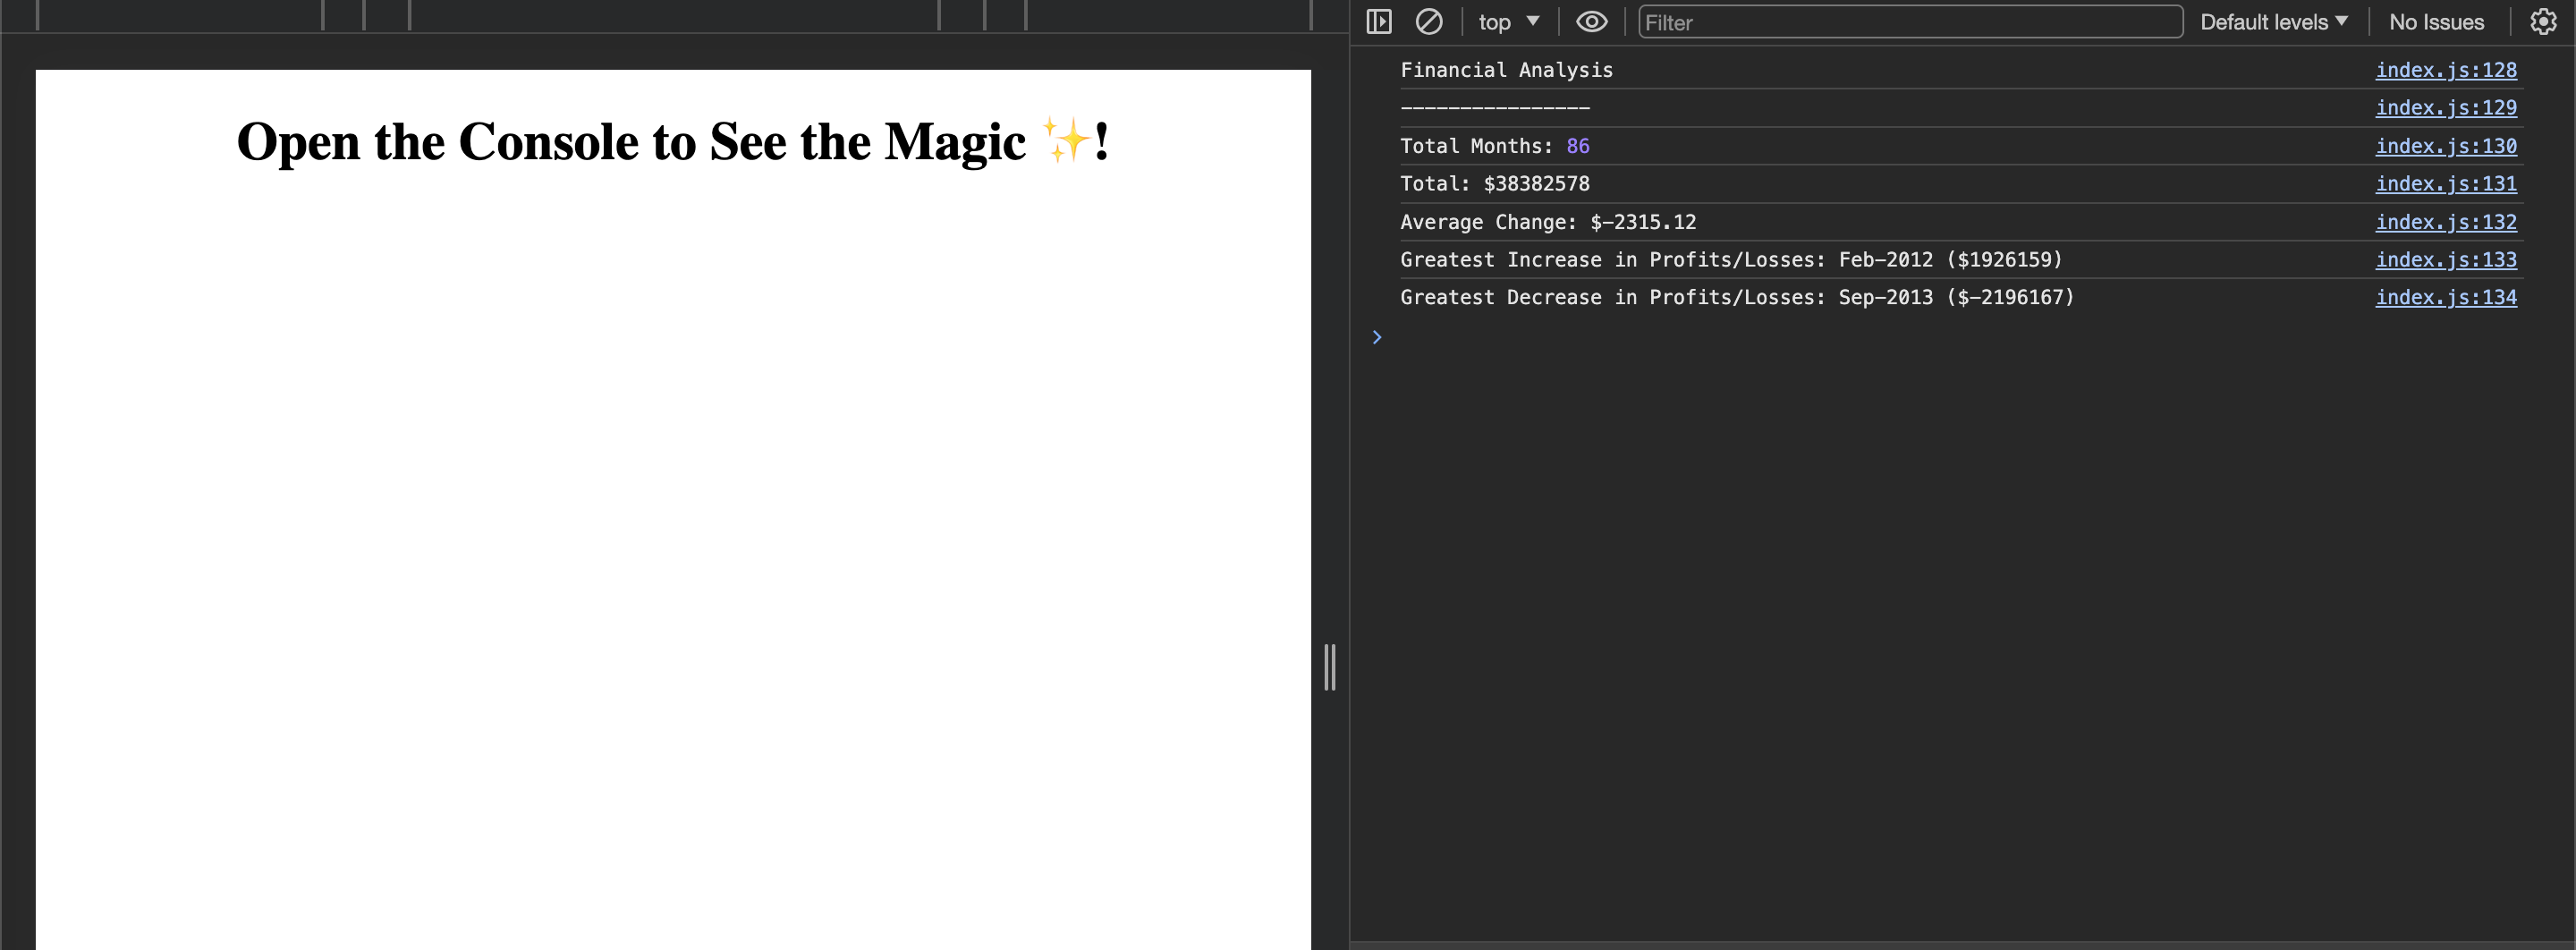 Open the Console to See the Magic ✨!
top ▼
Filter
Default levels ▼
No Issues
Financial Analysis index.js:128
---------------- index.js:129
Total Months: 86 index.js:130
Total: $38382578 index.js:131
Average Change: $-2315.12 index.js:132
Greatest Increase in Profits/Losses: Feb-2012 ($1926159) index.js:133
Greatest Decrease in Profits/Losses: Sep-2013 ($-2196167) index.js:134